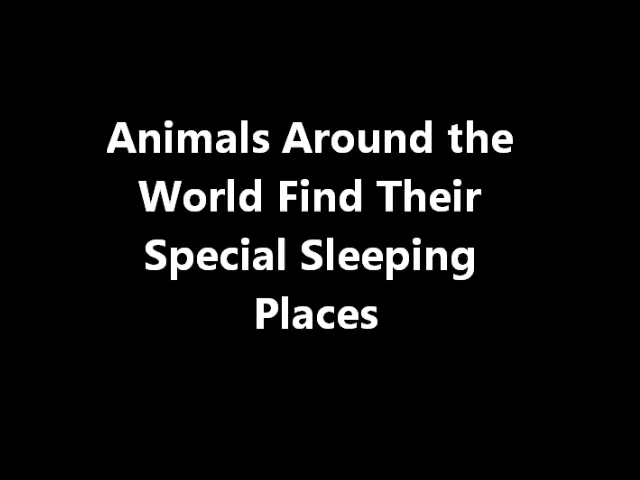 Animals Around the
World Find Their
Special Sleeping
Places